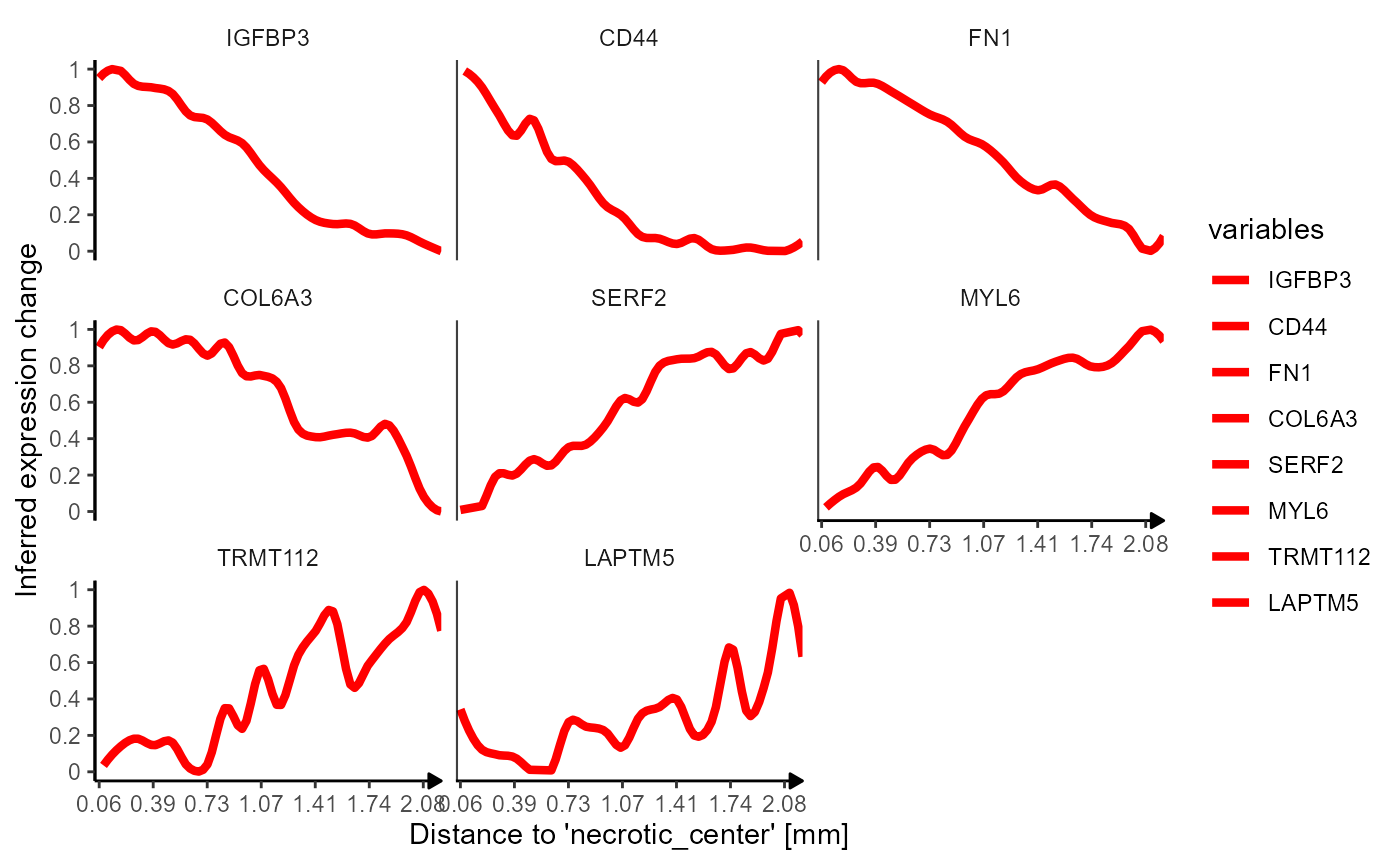 IGFBP3 CD44 FN1
1
0.8
0.6
0.4
0.2
0
COL6A3 SERF2 MYL6
1
0.8
0.6
0.4
0.2
0
0.06 0.39 0.73 1.07 1.41 1.74 2.08
TRMT112 LAPTM5
1
0.8
0.6
0.4
0.2
0
0.06 0.39 0.73 1.07 1.41 1.74 2.08 0.06 0.39 0.73 1.07 1.41 1.74 2.08
Distance to 'necrotic_center' [mm]
Inferred expression change
variables
IGFBP3
CD44
FN1
COL6A3
SERF2
MYL6
TRMT112
LAPTM5